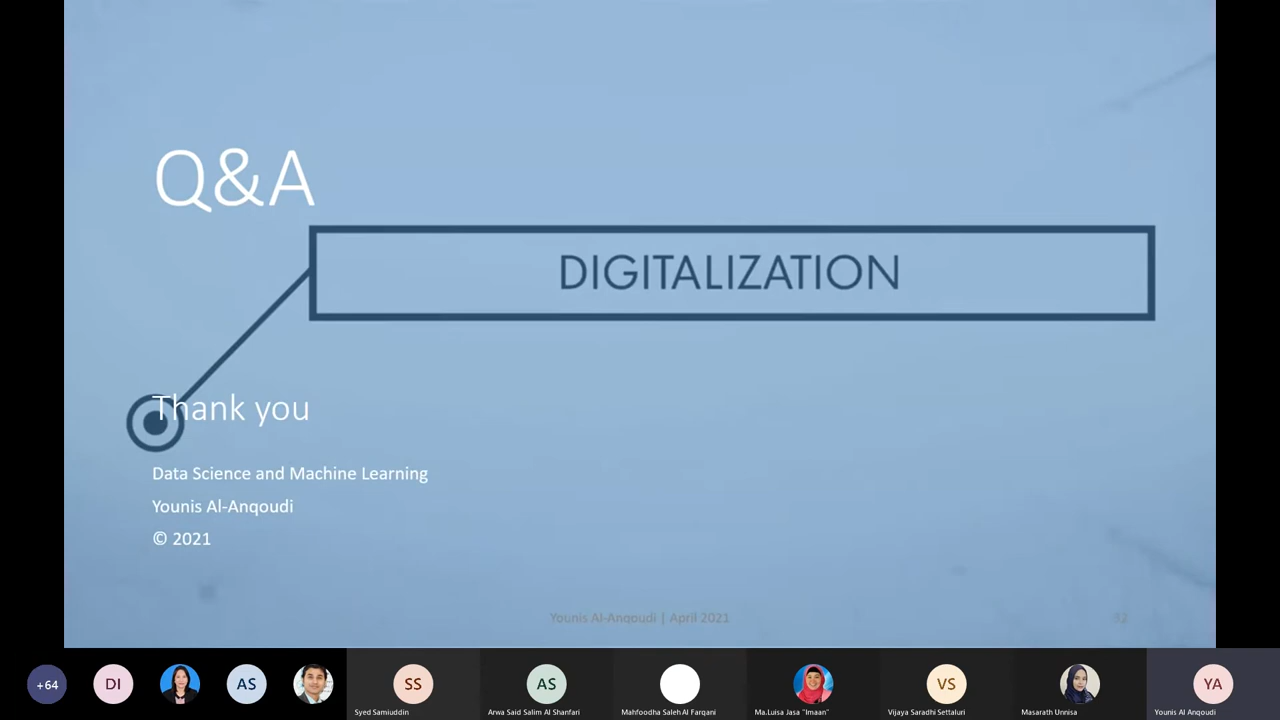 Q&A
DIGITALIZATION
Thank you
Data Science and Machine Learning
Younis Al-Anqoudi
© 2021
Younis Al-Anqoudi | April 2021
52
+64
DI
AS
SS
AS
VS
YA
Syed Samiuddin
Arwa Said Salim Al Shanfari
Mahfoodha Saleh Al Farqani
Ma.Luisa Jasa "Imaan"
Vijaya Saradhi Settaluri
Masarath Unnisa
Younis Al Anqoudi